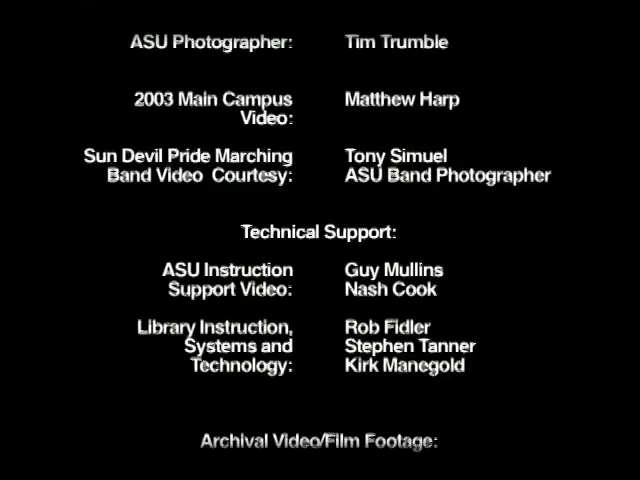 ASU Photographer: Tim Trumble
2003 Main Campus Matthew Harp
Video:
Sun Devil Pride Marching Tony Simuel
Band Video Courtesy: ASU Band Photographer
Technical Support:
ASU Instruction Guy Mullins
Support Video: Nash Cook
Library Instruction, Rob Fidler
Systems and Stephen Tanner
Technology: Kirk Manegold
Archival Video/Film Footage: